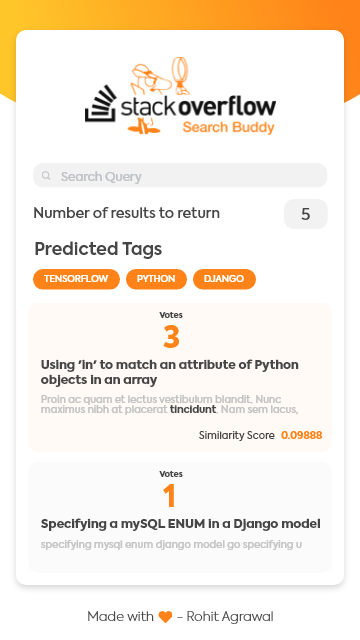 stackoverflow
Search Buddy
Search Query
Number of results to return 5
Predicted Tags
TENSORFLOW PYTHON DJANGO
Votes
3
Using 'in' to match an attribute of Python
objects in an array
Proin ac quam et lectus vestibulum blandit. Nunc
maximus nibh at placerat tincidunt. Nam sem lacus,
Similarity Score 0.09888
Votes
1
Specifying a mySQL ENUM in a Django model
specifying mysql enum django model go specifying u
Made with - Rohit Agrawal